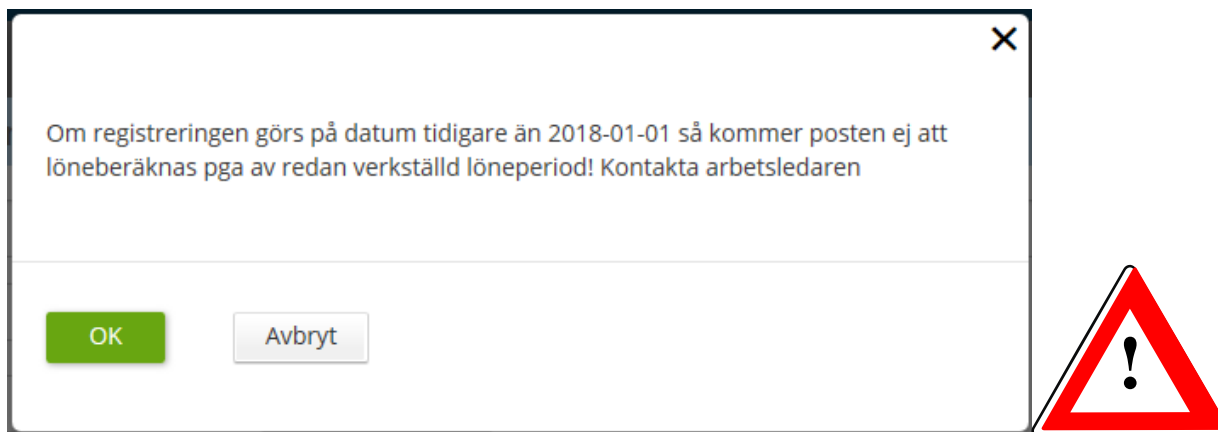 Om registreringen görs på datum tidigare än 2018-01-01 så kommer posten ej att
löneberäknas pga av redan verkställd löneperiod! Kontakta arbetsledaren
OK
Avbryt
!